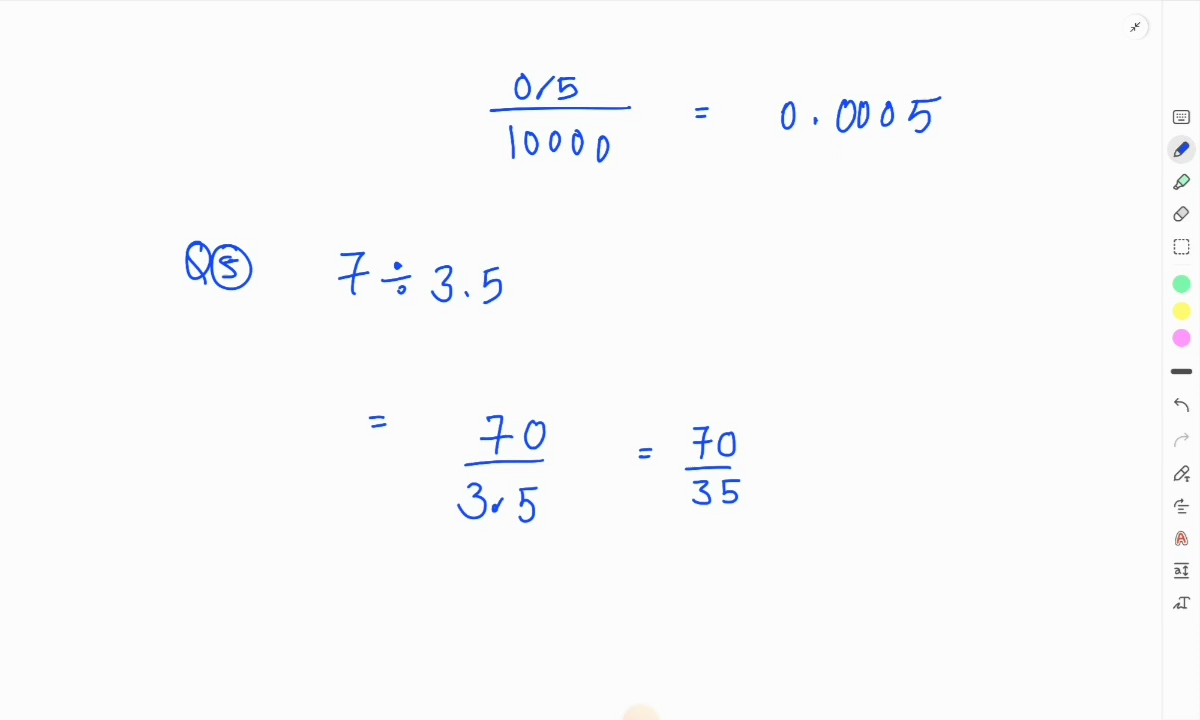 0/5
10000 = 0.0005
Q5 7 ÷ 3.5
= 70/3.5 = 70/35